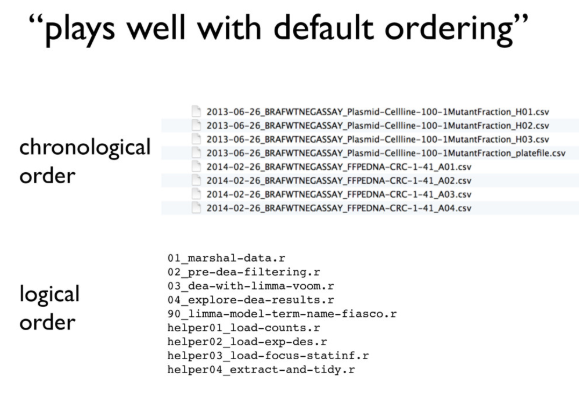 “plays well with default ordering”
chronological
order
2013-06-26_BRAFWTNEGASSAY_Plasmid-Cellline-100-1MutantFraction_H01.csv
2013-06-26_BRAFWTNEGASSAY_Plasmid-Cellline-100-1MutantFraction_H02.csv
2013-06-26_BRAFWTNEGASSAY_Plasmid-Cellline-100-1MutantFraction_H03.csv
2013-06-26_BRAFWTNEGASSAY_Plasmid-Cellline-100-1MutantFraction_platefile.csv
2014-02-26_BRAFWTNEGASSAY_FFPEDNA-CRC-1-41_A01.csv
2014-02-26_BRAFWTNEGASSAY_FFPEDNA-CRC-1-41_A02.csv
2014-02-26_BRAFWTNEGASSAY_FFPEDNA-CRC-1-41_A03.csv
2014-02-26_BRAFWTNEGASSAY_FFPEDNA-CRC-1-41_A04.csv
logical
order
01_marshal-data.r
02_pre-dea-filtering.r
03_dea-with-limma-voom.r
04_explore-dea-results.r
90_limma-model-term-name-fiasco.r
helper01_load-counts.r
helper02_load-exp-des.r
helper03_load-focus-statinf.r
helper04_extract-and-tidy.r